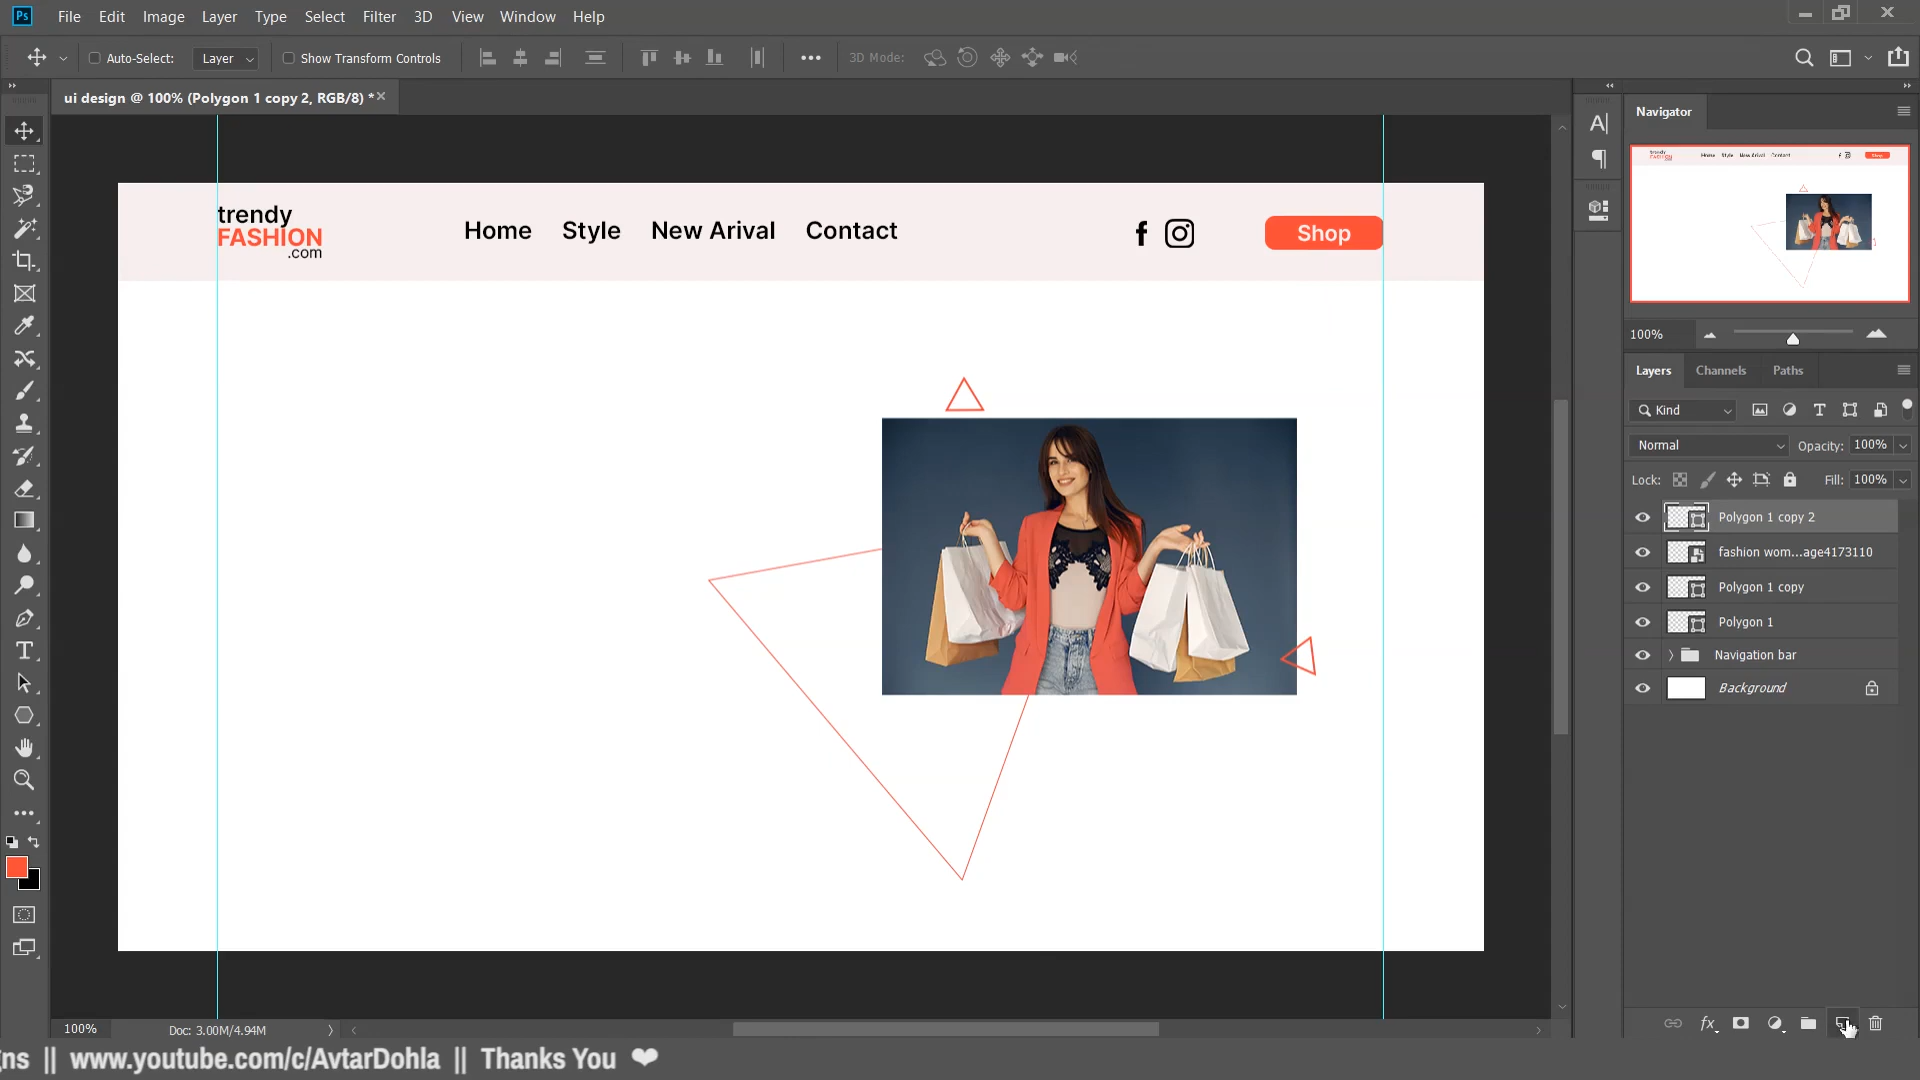 Ps File Edit Image Layer Type Select Filter 3D View Window Help
Auto-Select: Layer Show Transform Controls 3D Mode:
ui design @ 100% (Polygon 1 copy 2, RGB/8) *
Navigator
trendy
FASHION
.com
Home Style New Arival Contact
Shop
100%
Layers Channels Paths
Kind
Normal Opacity: 100%
Lock: Fill: 100%
Polygon 1 copy 2
fashion wom...age4173110
Polygon 1 copy
Polygon 1
Navigation bar
Background
100% Doc: 3.00M/4.94M
fx
gns || www.youtube.com/c/AvtarDohla || Thanks You ❤